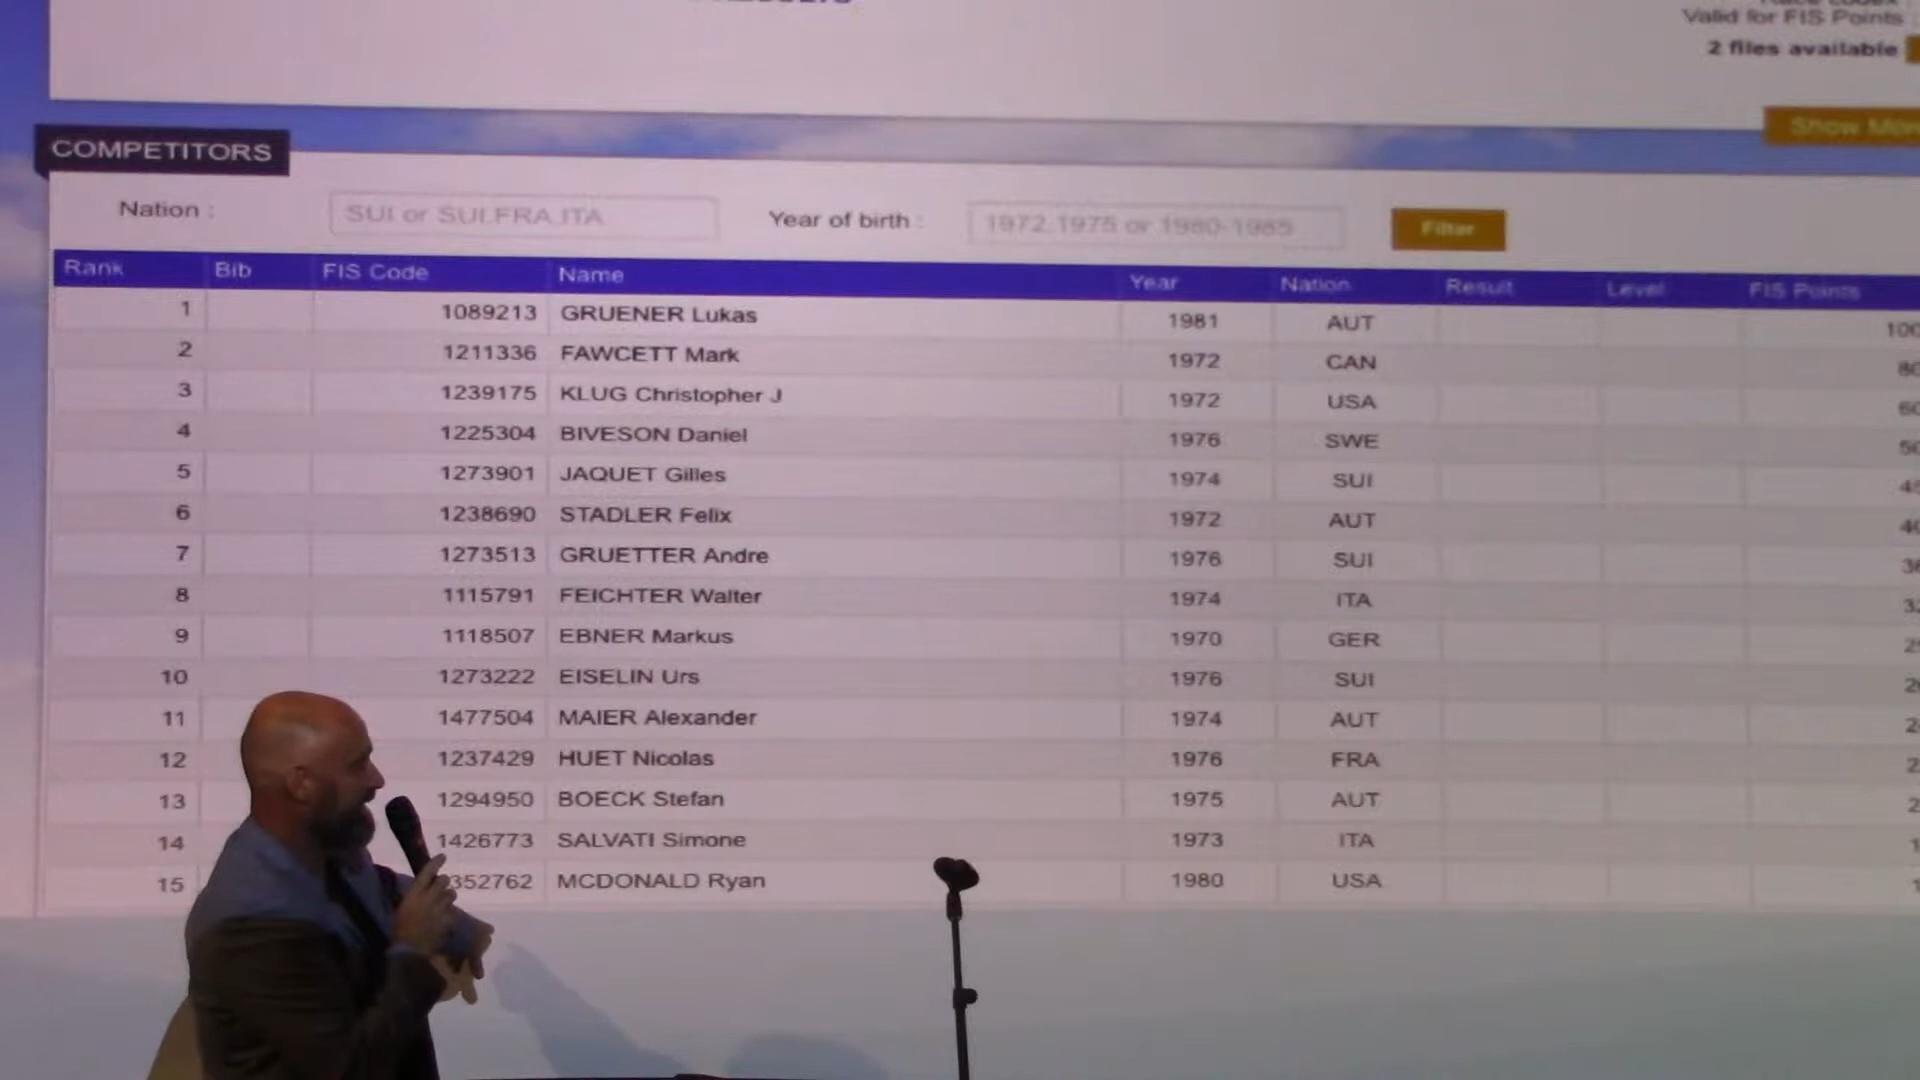 Valid for FIS Points
2 files available
COMPETITORS
Nation : SUI or SUI,FRA,ITA Year of birth : 1972,1975 or 1980-1985 Filter
Rank Bib FIS Code Name Year Nation Result Level FIS Points
1 1089213 GRUENER Lukas 1981 AUT
2 1211336 FAWCETT Mark 1972 CAN
3 1239175 KLUG Christopher J 1972 USA
4 1225304 BIVESON Daniel 1976 SWE
5 1273901 JAQUET Gilles 1974 SUI
6 1238690 STADLER Felix 1972 AUT
7 1273513 GRUETTER Andre 1976 SUI
8 1115791 FEICHTER Walter 1974 ITA
9 1118507 EBNER Markus 1970 GER
10 1273222 EISELIN Urs 1976 SUI
11 1477504 MAIER Alexander 1974 AUT
12 1237429 HUET Nicolas 1976 FRA
13 1294950 BOECK Stefan 1975 AUT
14 1426773 SALVATI Simone 1973 ITA
15 352762 MCDONALD Ryan 1980 USA